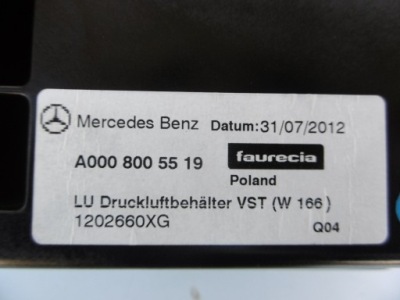 Mercedes Benz Datum:31/07/2012
A000 800 55 19 faurecia
Poland
LU Druckluftbehälter VST (W 166)
1202660XG Q04